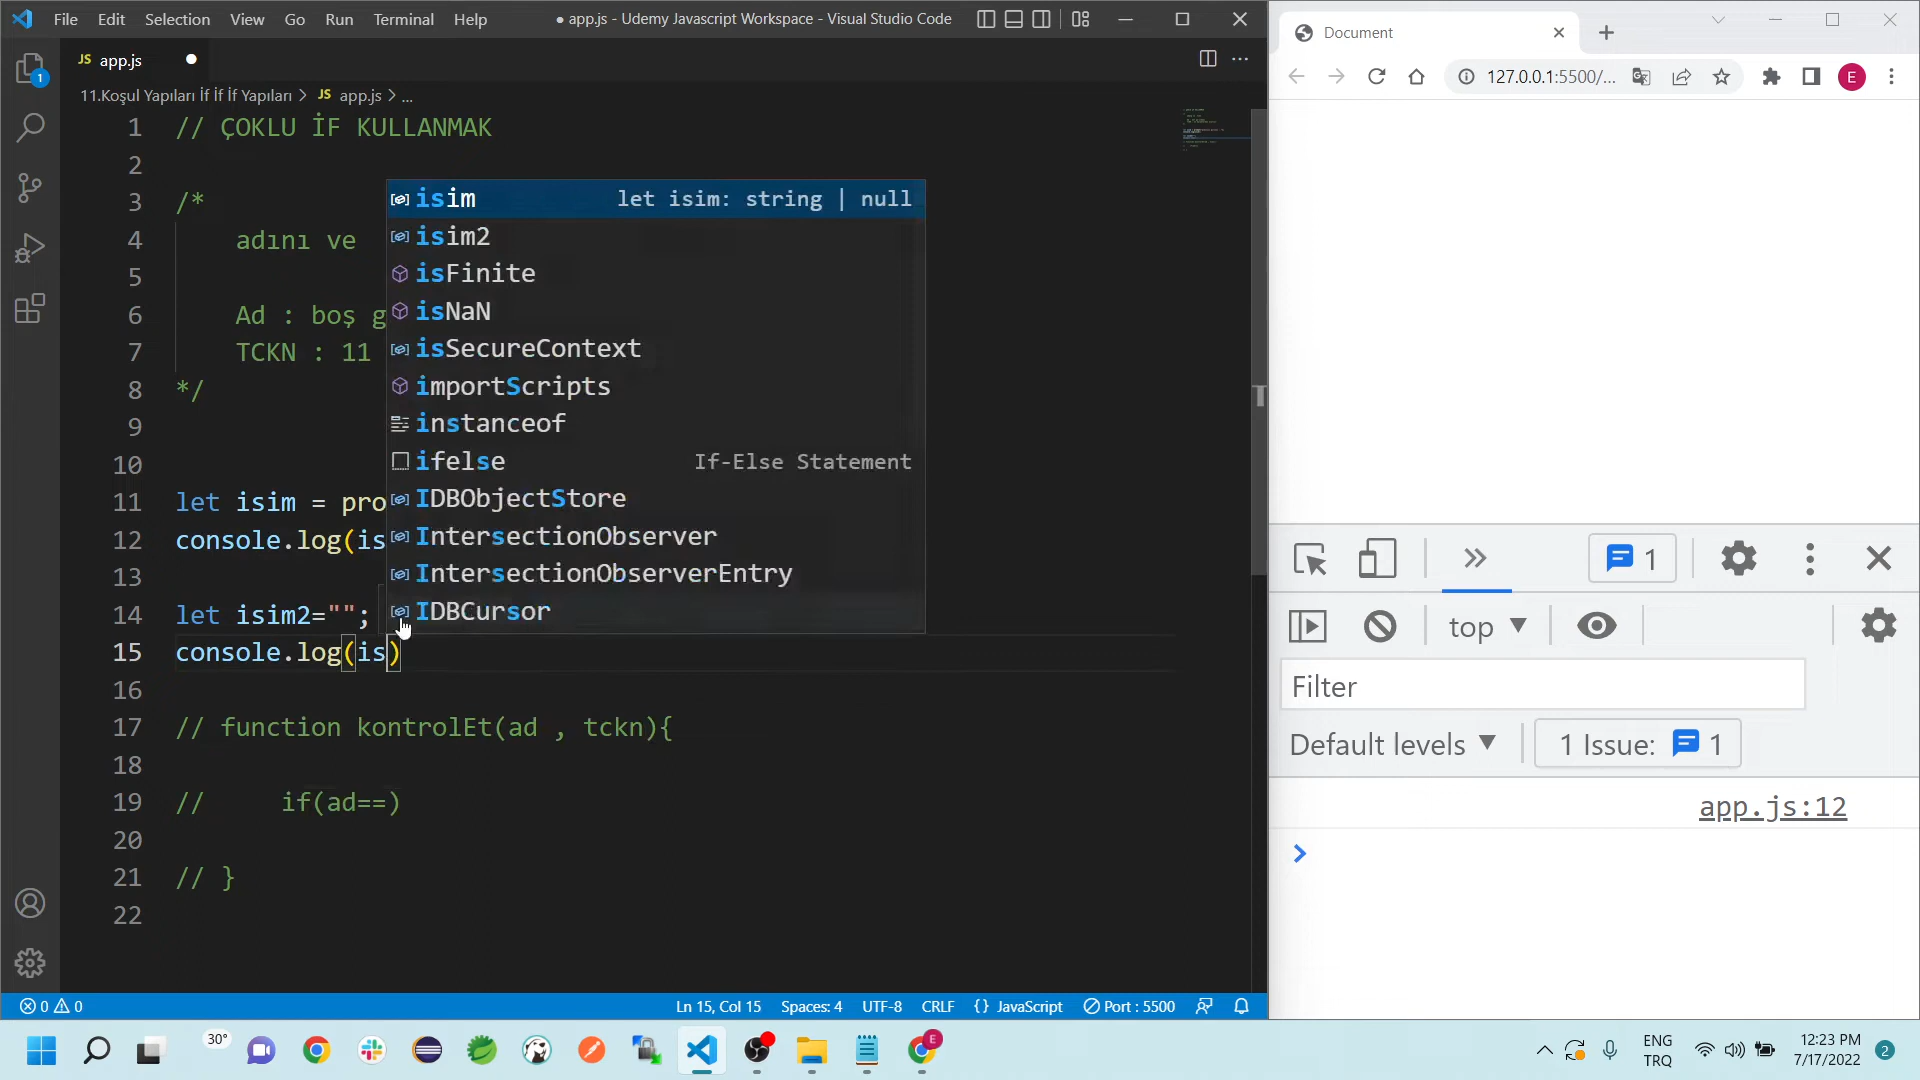 File Edit Selection View Go Run Terminal Help
● app.js - Udemy Javascript Workspace - Visual Studio Code
JS app.js ●
11.Koşul Yapıları İf İf İf Yapıları > JS app.js > ...
1 // ÇOKLU İF KULLANMAK
2
3 /*
4 adını ve
5
6 Ad : boş g
7 TCKN : 11
8 */
9
10
11 let isim = pro
12 console.log(is
13
14 let isim2="";
15 console.log(is)
16
17 // function kontrolEt(ad , tckn){
18
19 // if(ad==)
20
21 // }
22
isim let isim: string | null
isim2
isFinite
isNaN
isSecureContext
importScripts
instanceof
ifelse If-Else Statement
IDBObjectStore
IntersectionObserver
IntersectionObserverEntry
IDBCursor
1
0 0
Ln 15, Col 15 Spaces: 4 UTF-8 CRLF {} JavaScript Port : 5500
Document
127.0.0.1:5500/...
E
1
top
Filter
Default levels
1 Issue: 1
app.js:12
30°
E
ENG
TRQ
12:23 PM
7/17/2022
2